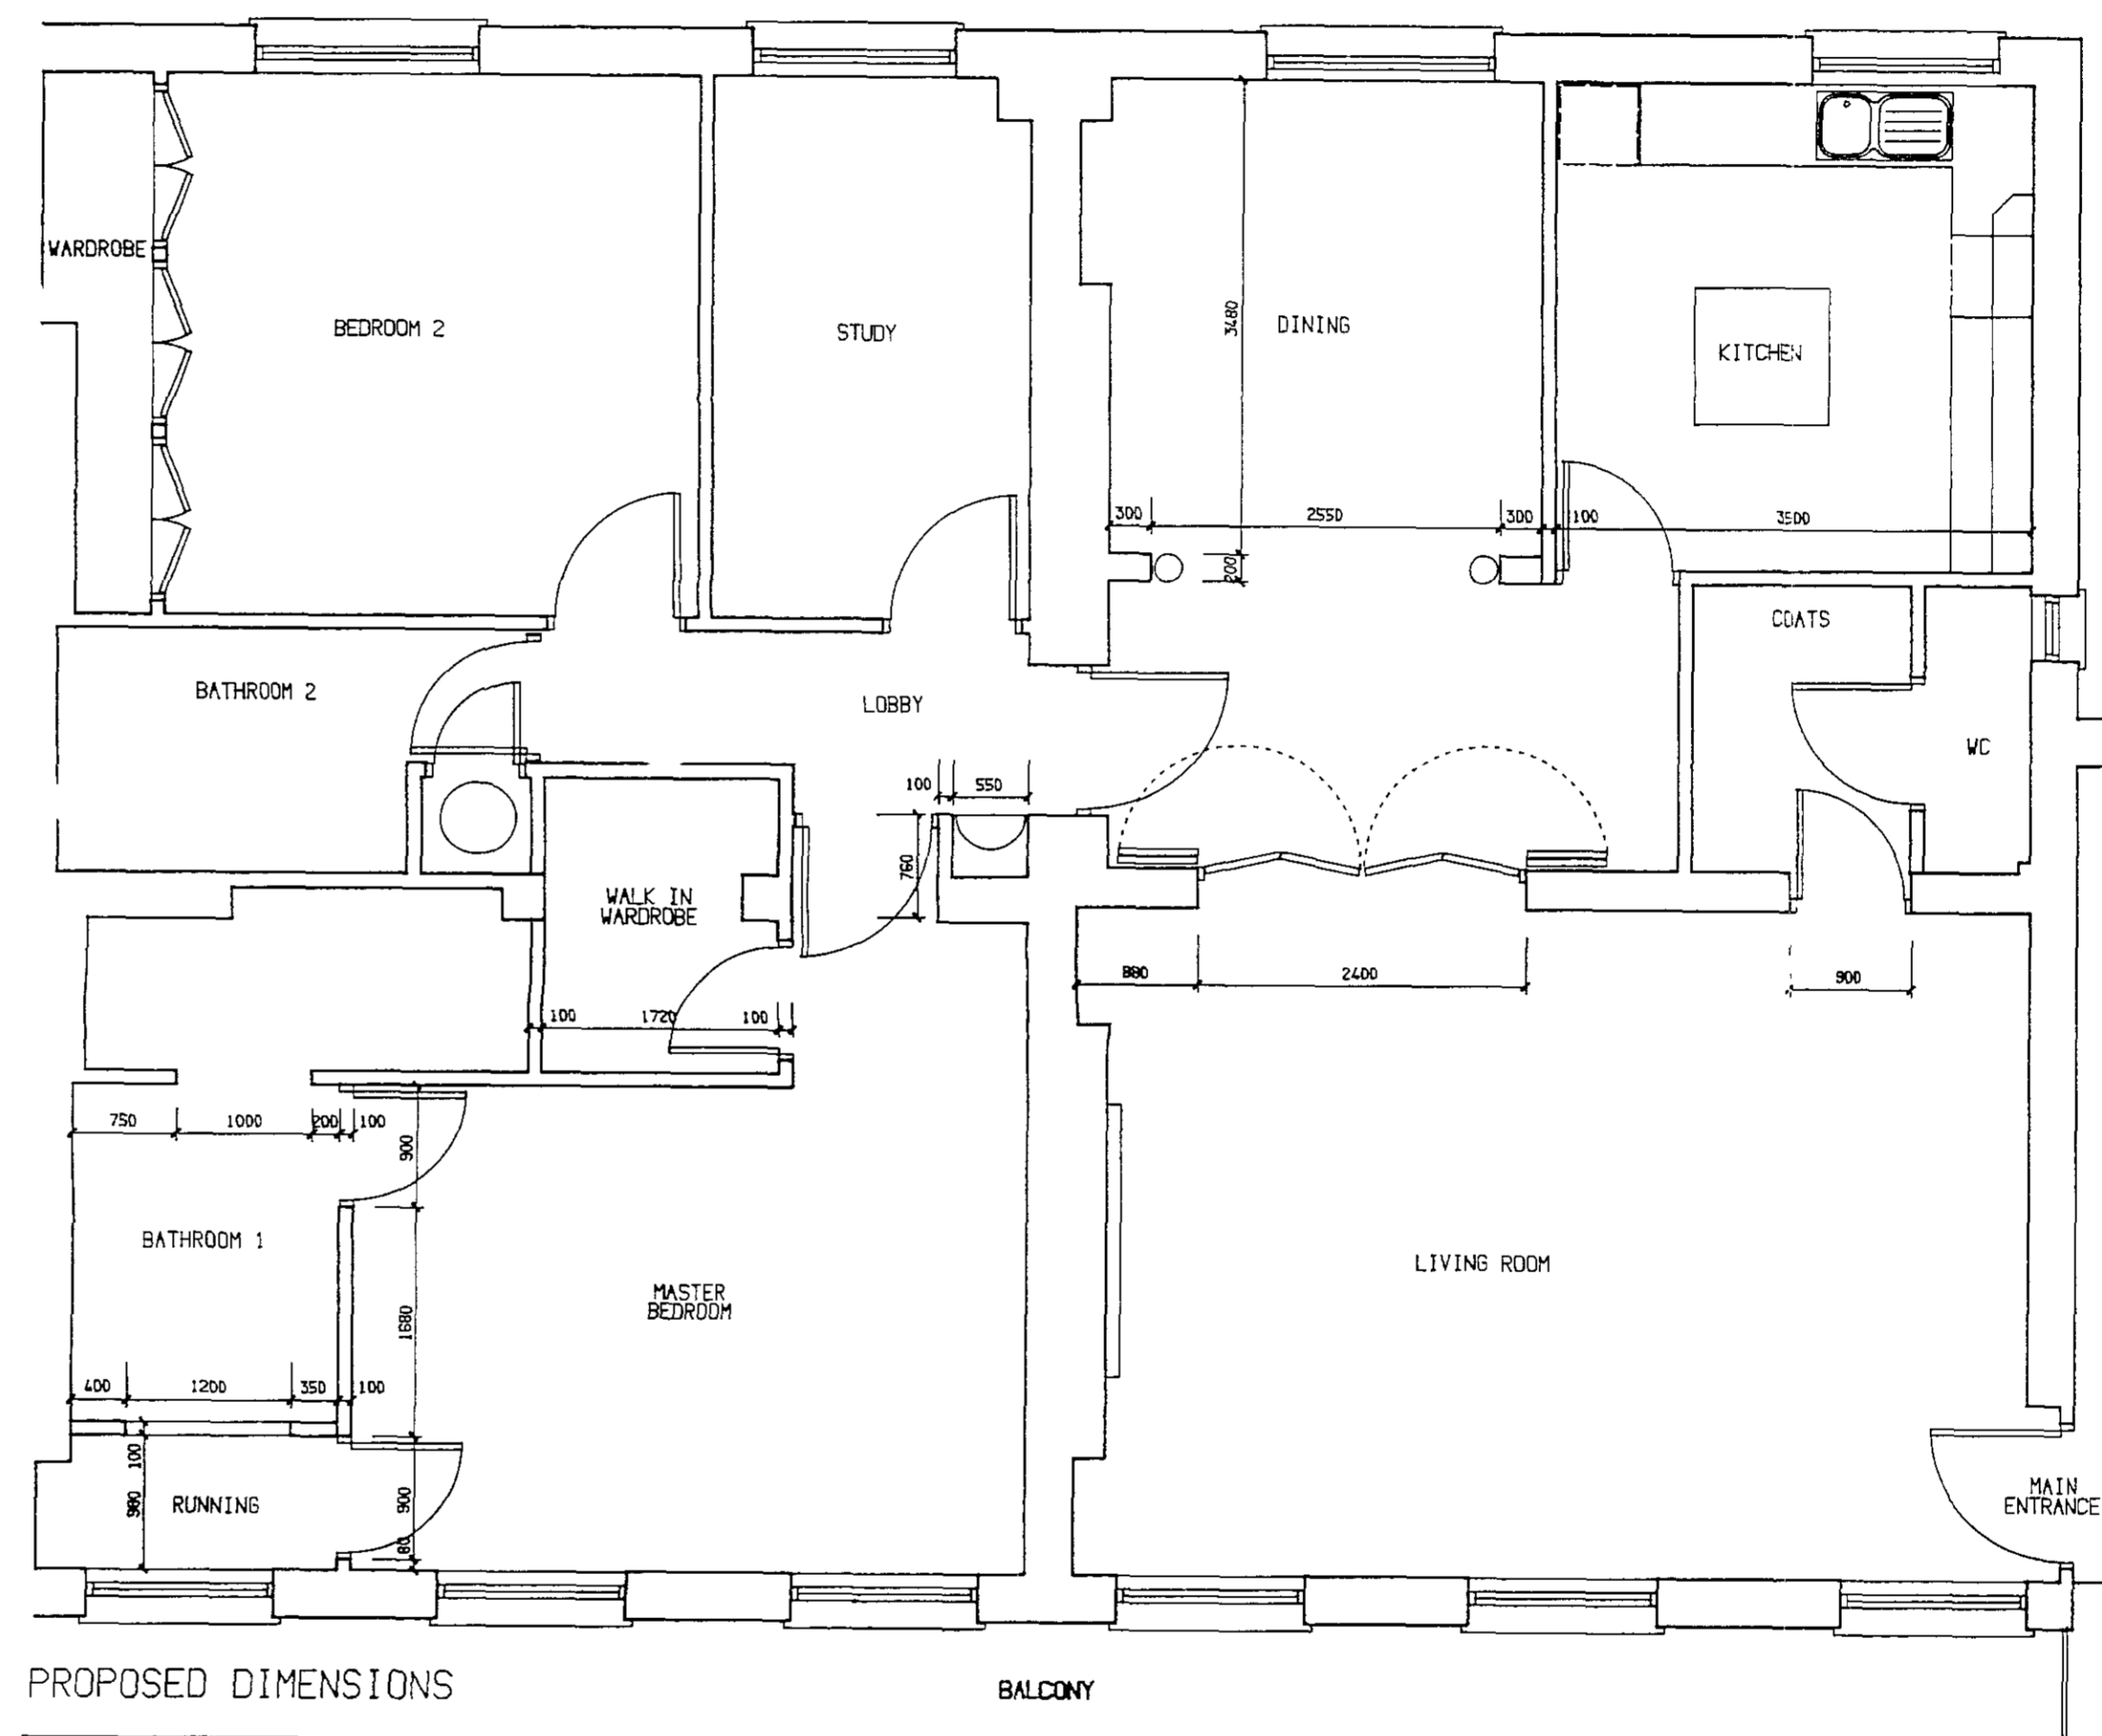 WARDROBE
BEDROOM 2
STUDY
3480
DINING
KITCHEN
300
2550
300
100
3500
200
COATS
BATHROOM 2
LOBBY
WC
100
550
760
WALK IN
WARDROBE
880
2400
900
100
1720
100
750
1000
200
100
900
BATHROOM 1
LIVING ROOM
MASTER
BEDROOM
1680
400
1200
350
100
100
980
RUNNING
900
80
MAIN
ENTRANCE
PROPOSED DIMENSIONS
BALCONY